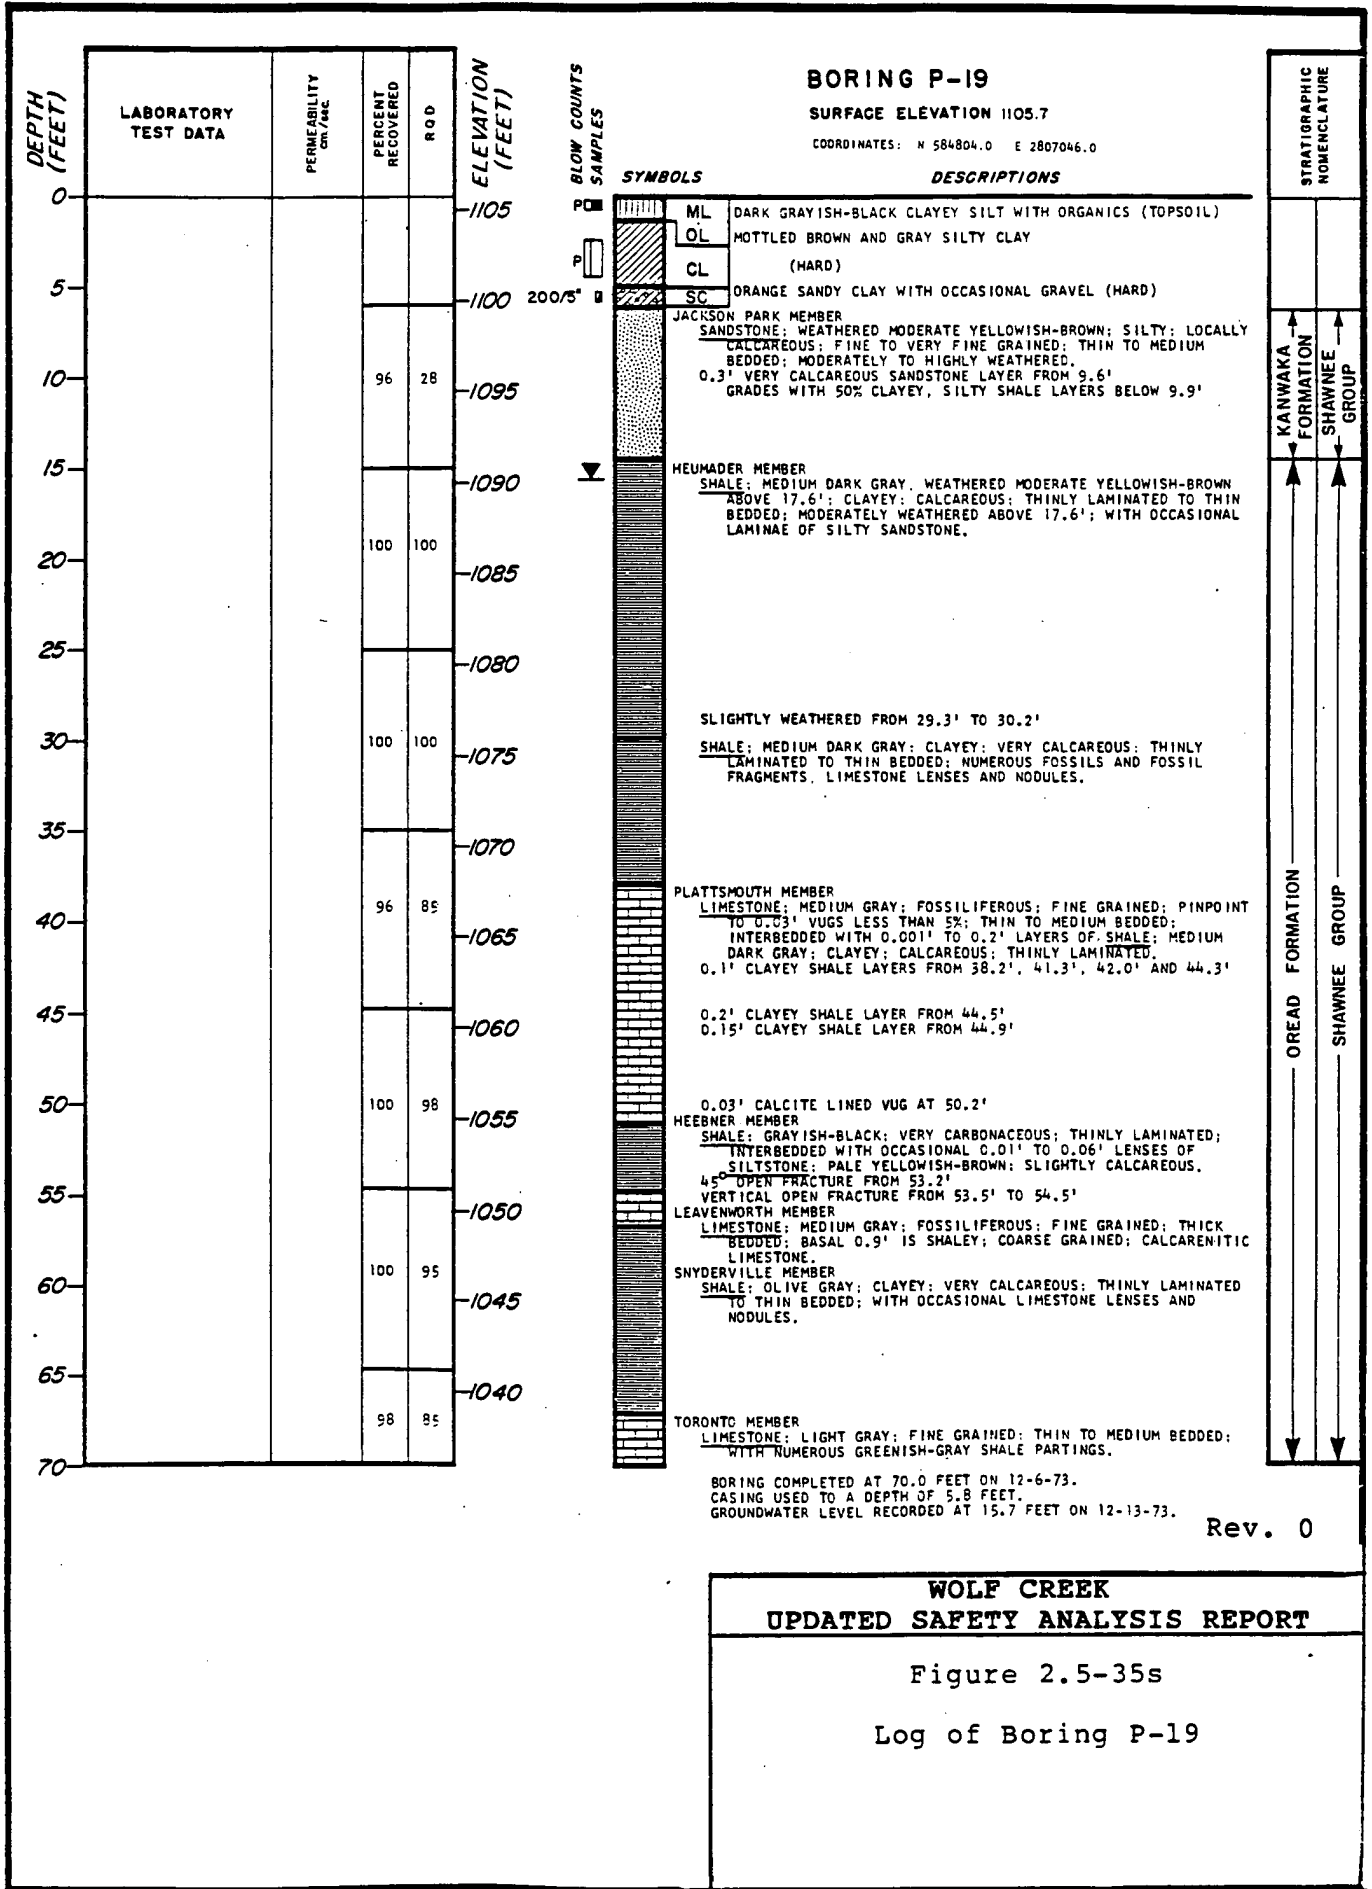 BORING P-19
SURFACE ELEVATION 1105.7
COORDINATES: N 584804.0 E 2807046.0
DEPTH (FEET)
LABORATORY TEST DATA
PERMEABILITY cm./sec.
PERCENT RECOVERED
RQD
ELEVATION (FEET)
BLOW COUNTS
SAMPLES
SYMBOLS
DESCRIPTIONS
STRATIGRAPHIC NOMENCLATURE
0
5
10
15
20
25
30
35
40
45
50
55
60
65
70
96 28
100 100
100 100
96 85
100 98
100 95
98 85
1105
1100
1095
1090
1085
1080
1075
1070
1065
1060
1055
1050
1045
1040
P
P
200/5"
ML
OL
CL
SC
DARK GRAYISH-BLACK CLAYEY SILT WITH ORGANICS (TOPSOIL)
MOTTLED BROWN AND GRAY SILTY CLAY
(HARD)
ORANGE SANDY CLAY WITH OCCASIONAL GRAVEL (HARD)
JACKSON PARK MEMBER
SANDSTONE; WEATHERED MODERATE YELLOWISH-BROWN; SILTY; LOCALLY
CALCAREOUS; FINE TO VERY FINE GRAINED; THIN TO MEDIUM
BEDDED; MODERATELY TO HIGHLY WEATHERED.
0.3' VERY CALCAREOUS SANDSTONE LAYER FROM 9.6'
GRADES WITH 50% CLAYEY, SILTY SHALE LAYERS BELOW 9.9'
HEUMADER MEMBER
SHALE; MEDIUM DARK GRAY, WEATHERED MODERATE YELLOWISH-BROWN
ABOVE 17.6'; CLAYEY; CALCAREOUS; THINLY LAMINATED TO THIN
BEDDED; MODERATELY WEATHERED ABOVE 17.6'; WITH OCCASIONAL
LAMINAE OF SILTY SANDSTONE.
SLIGHTLY WEATHERED FROM 29.3' TO 30.2'
SHALE; MEDIUM DARK GRAY; CLAYEY; VERY CALCAREOUS; THINLY
LAMINATED TO THIN BEDDED; NUMEROUS FOSSILS AND FOSSIL
FRAGMENTS, LIMESTONE LENSES AND NODULES.
PLATTSMOUTH MEMBER
LIMESTONE; MEDIUM GRAY; FOSSILIFEROUS; FINE GRAINED; PINPOINT
TO 0.03' VUGS LESS THAN 5%; THIN TO MEDIUM BEDDED;
INTERBEDDED WITH 0.001' TO 0.2' LAYERS OF SHALE; MEDIUM
DARK GRAY; CLAYEY; CALCAREOUS; THINLY LAMINATED.
0.1' CLAYEY SHALE LAYERS FROM 38.2', 41.3', 42.0' AND 44.3'
0.2' CLAYEY SHALE LAYER FROM 44.5'
0.15' CLAYEY SHALE LAYER FROM 44.9'
0.03' CALCITE LINED VUG AT 50.2'
HEEBNER MEMBER
SHALE; GRAYISH-BLACK; VERY CARBONACEOUS; THINLY LAMINATED;
INTERBEDDED WITH OCCASIONAL 0.01' TO 0.06' LENSES OF
SILTSTONE; PALE YELLOWISH-BROWN; SLIGHTLY CALCAREOUS.
45° OPEN FRACTURE FROM 53.2'
VERTICAL OPEN FRACTURE FROM 53.5' TO 54.5'
LEAVENWORTH MEMBER
LIMESTONE; MEDIUM GRAY; FOSSILIFEROUS; FINE GRAINED; THICK
BEDDED; BASAL 0.9' IS SHALEY; COARSE GRAINED; CALCARENITIC
LIMESTONE.
SNYDERVILLE MEMBER
SHALE; OLIVE GRAY; CLAYEY; VERY CALCAREOUS; THINLY LAMINATED
TO THIN BEDDED; WITH OCCASIONAL LIMESTONE LENSES AND
NODULES.
TORONTO MEMBER
LIMESTONE; LIGHT GRAY; FINE GRAINED; THIN TO MEDIUM BEDDED;
WITH NUMEROUS GREENISH-GRAY SHALE PARTINGS.
BORING COMPLETED AT 70.0 FEET ON 12-6-73.
CASING USED TO A DEPTH OF 5.8 FEET.
GROUNDWATER LEVEL RECORDED AT 15.7 FEET ON 12-13-73.
KANWAKA FORMATION
SHAWNEE GROUP
OREAD FORMATION
SHAWNEE GROUP
Rev. 0
WOLF CREEK
UPDATED SAFETY ANALYSIS REPORT
Figure 2.5-35s
Log of Boring P-19